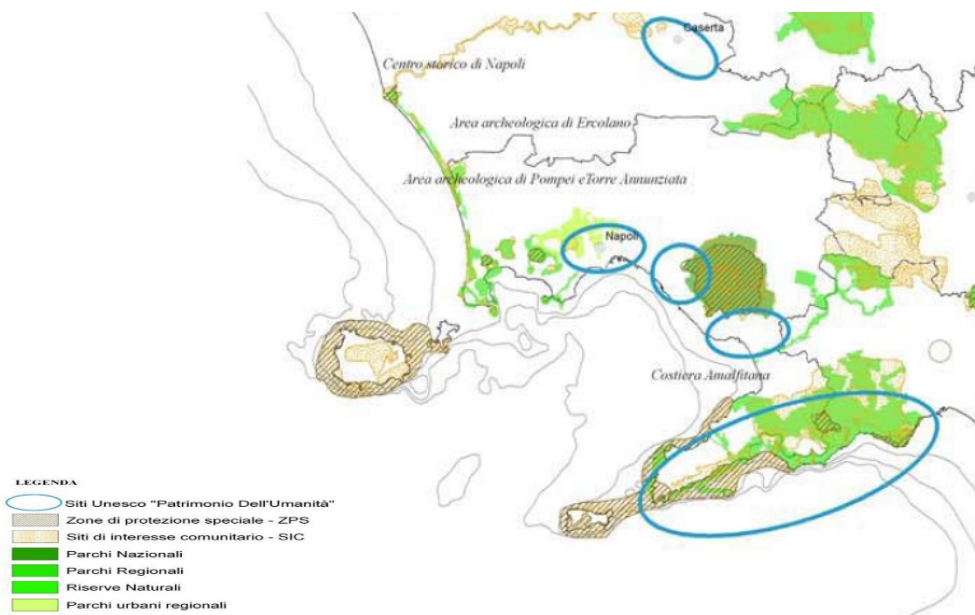 Caserta
Centro storico di Napoli
Area archeologica di Ercolano
Area archeologica di Pompei eTorre Annunziata
Napoli
Costiera Amalfitana
LEGENDA
Siti Unesco "Patrimonio Dell'Umanità"
Zone di protezione speciale - ZPS
Siti di interesse comunitario - SIC
Parchi Nazionali
Parchi Regionali
Riserve Naturali
Parchi urbani regionali